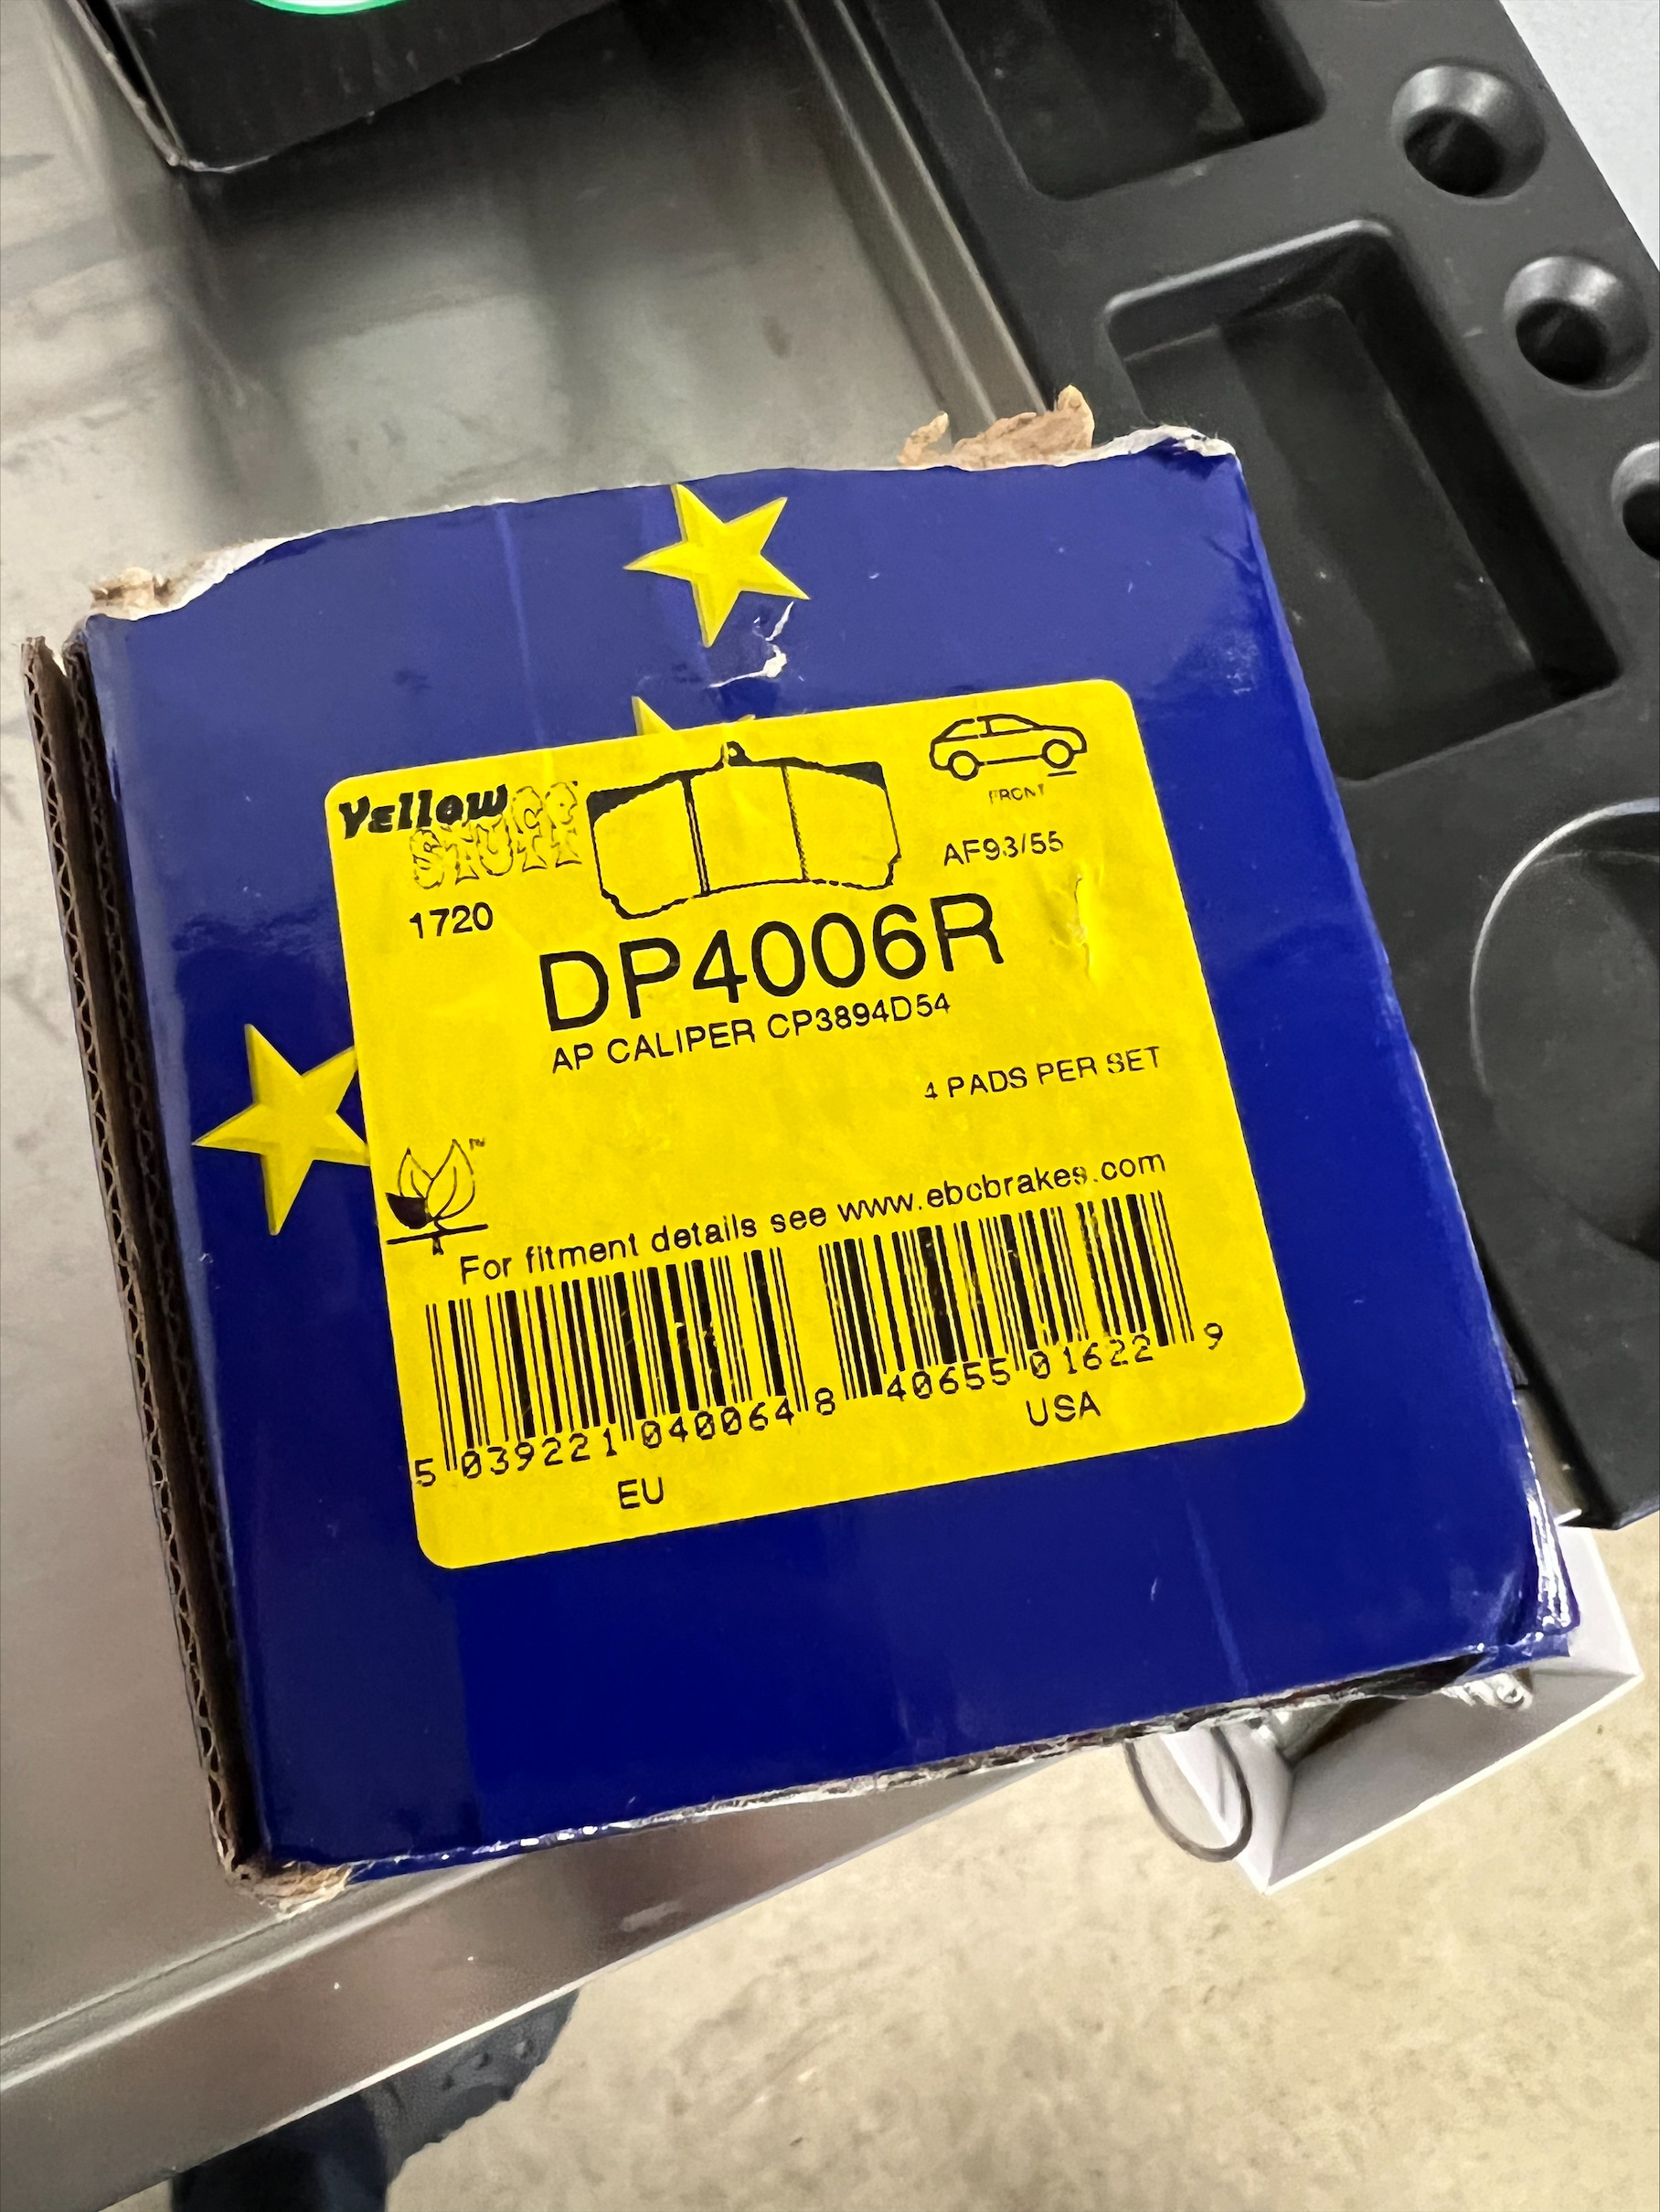 Yellow
STUFF
FRONT
AF93/55
1720
DP4006R
AP CALIPER CP3894D54
4 PADS PER SET
TM
For fitment details see www.ebcbrakes.com
5 039221 040064 8
EU
40655 01622 9
USA